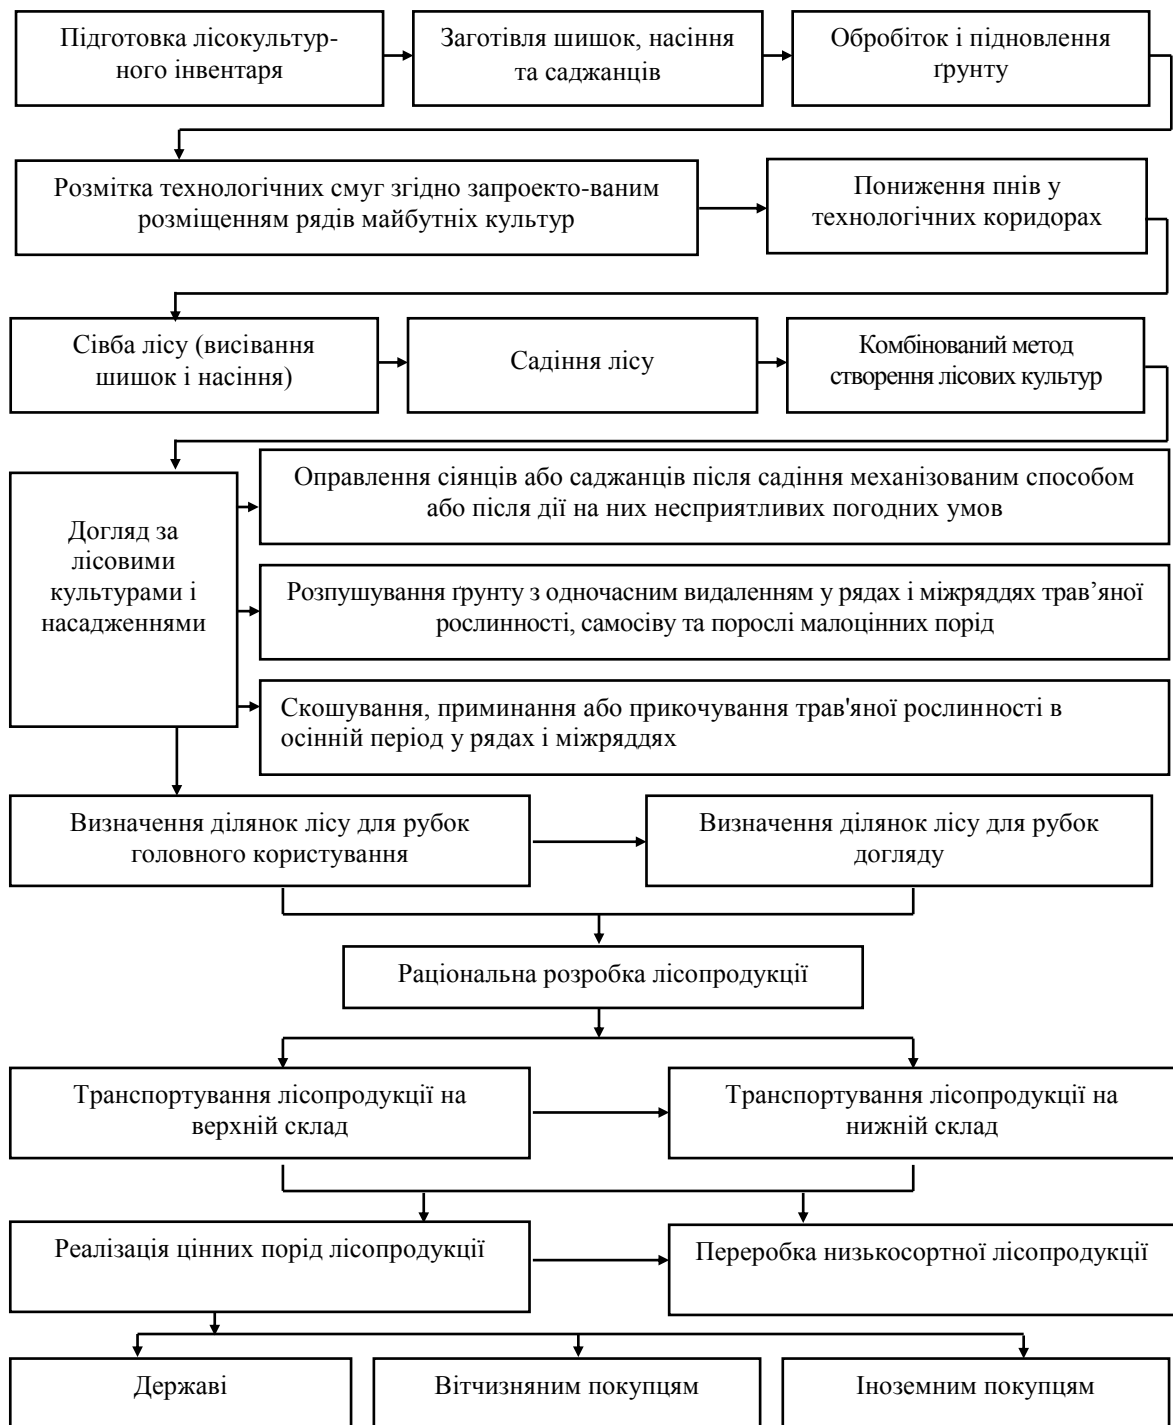 Підготовка лісокультур-
ного інвентаря
Заготівля шишок, насіння
та саджанців
Обробіток і підновлення
ґрунту
Розмітка технологічних смуг згідно запроекто-ваним
розміщенням рядів майбутніх культур
Пониження пнів у
технологічних коридорах
Сівба лісу (висівання
шишок і насіння)
Садіння лісу
Комбінований метод
створення лісових культур
Догляд за
лісовими
культурами і
насадженнями
Оправлення сіянців або саджанців після садіння механізованим способом
або після дії на них несприятливих погодних умов
Розпушування ґрунту з одночасним видаленням у рядах і міжряддях трав’яної
рослинності, самосіву та порослі малоцінних порід
Скошування, приминання або прикочування трав'яної рослинності в
осінній період у рядах і міжряддях
Визначення ділянок лісу для рубок
головного користування
Визначення ділянок лісу для рубок
догляду
Раціональна розробка лісопродукції
Транспортування лісопродукції на
верхній склад
Транспортування лісопродукції на
нижній склад
Реалізація цінних порід лісопродукції
Переробка низькосортної лісопродукції
Державі
Вітчизняним покупцям
Іноземним покупцям